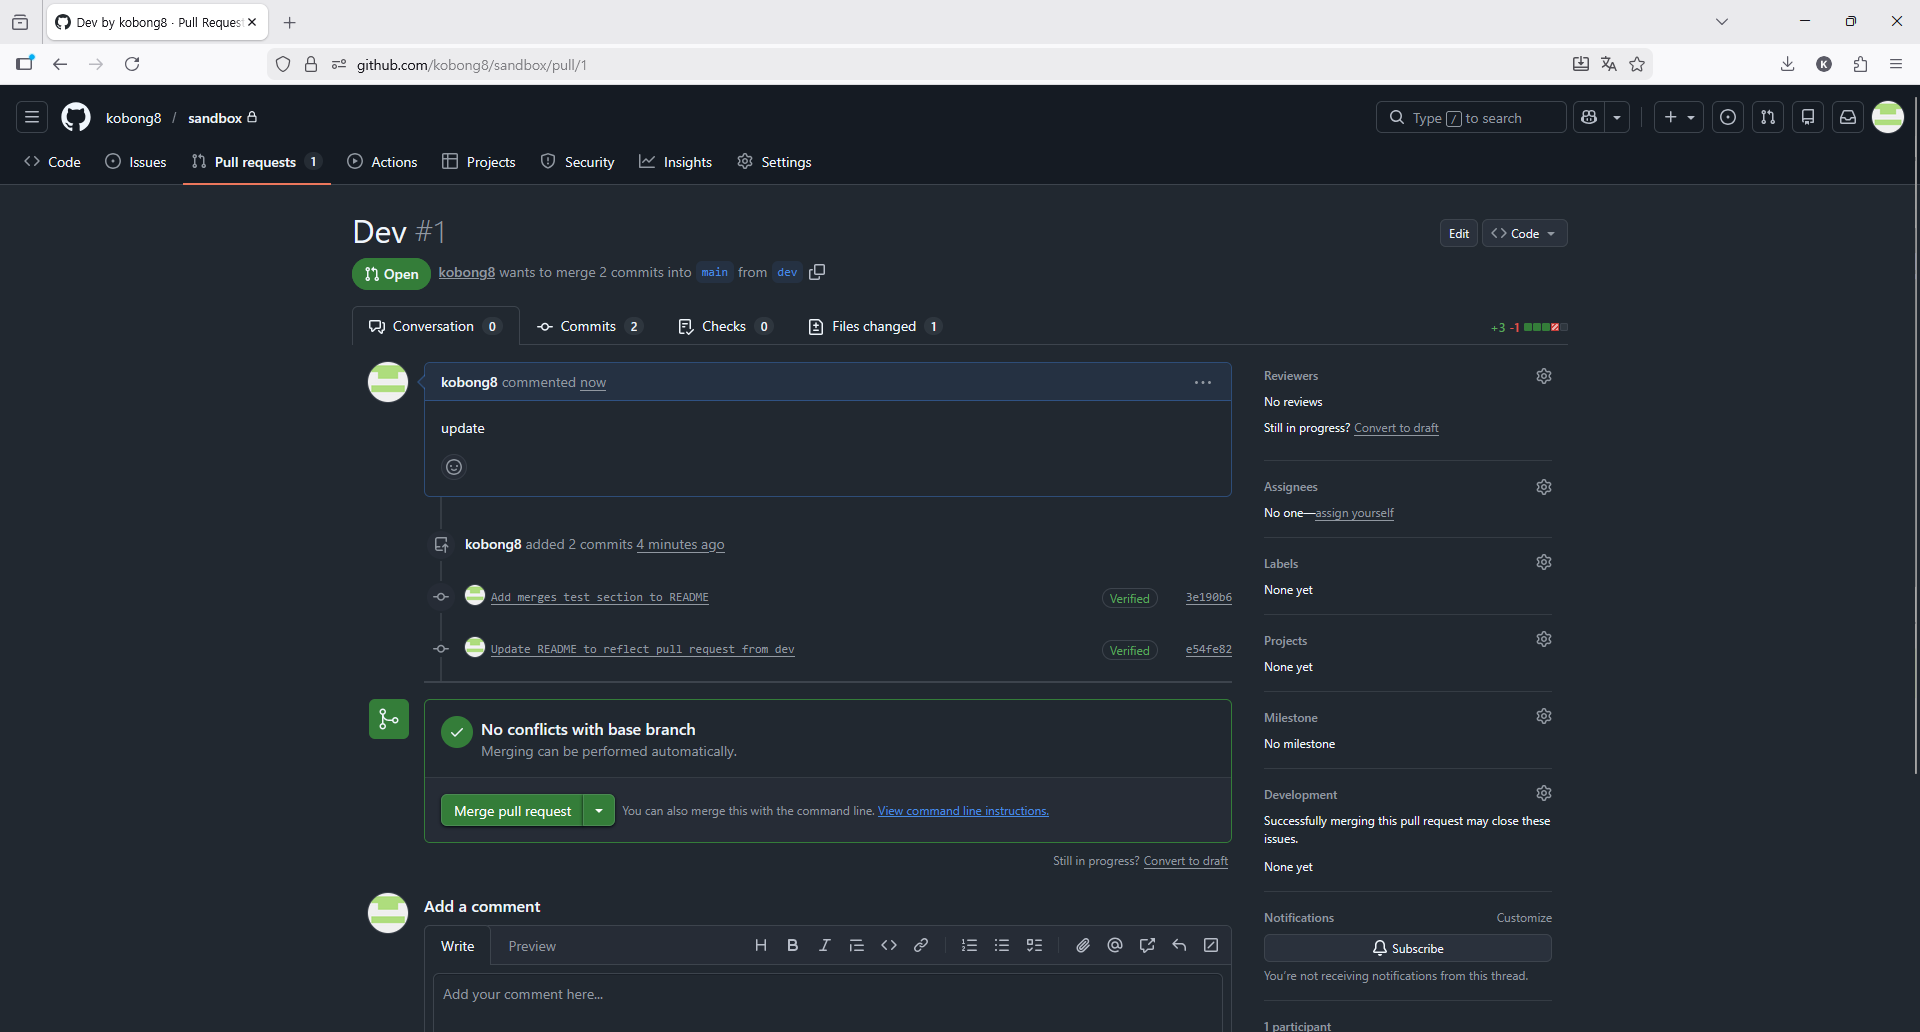 Dev by kobong8 · Pull Reques
github.com/kobong8/sandbox/pull/1
K
kobong8 / sandbox
Type / to search
Code
Issues
Pull requests 1
Actions
Projects
Security
Insights
Settings
Dev #1
Edit
Code
Open
kobong8 wants to merge 2 commits into main from dev
Conversation 0
Commits 2
Checks 0
Files changed 1
+3 -1
kobong8 commented now
update
kobong8 added 2 commits 4 minutes ago
Add merges test section to README
Verified
3e190b6
Update README to reflect pull request from dev
Verified
e54fe82
No conflicts with base branch
Merging can be performed automatically.
Merge pull request
You can also merge this with the command line. View command line instructions.
Still in progress? Convert to draft
Add a comment
Write
Preview
Add your comment here...
Reviewers
No reviews
Still in progress? Convert to draft
Assignees
No one—assign yourself
Labels
None yet
Projects
None yet
Milestone
No milestone
Development
Successfully merging this pull request may close these
issues.
None yet
Notifications
Customize
Subscribe
You're not receiving notifications from this thread.
1 participant